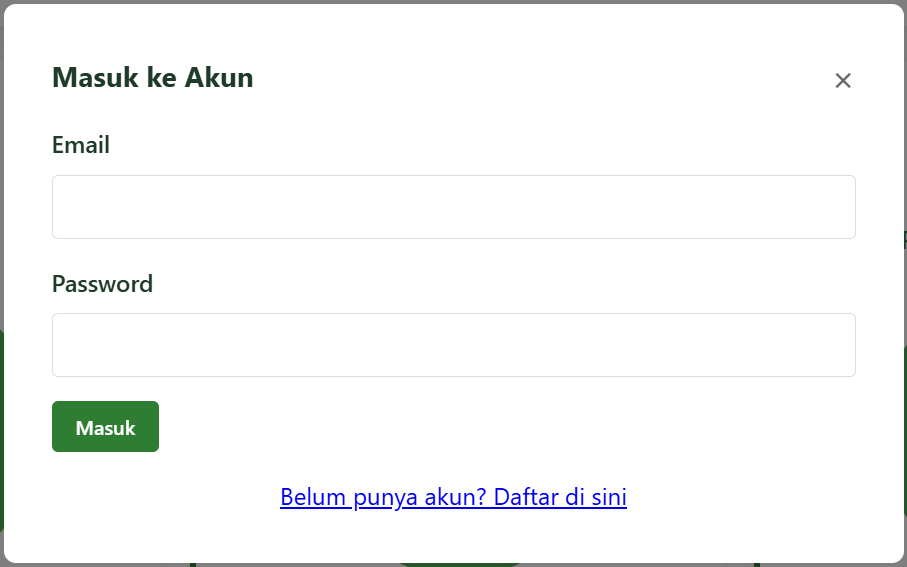 Masuk ke Akun
×
Email
Password
Masuk
Belum punya akun? Daftar di sini